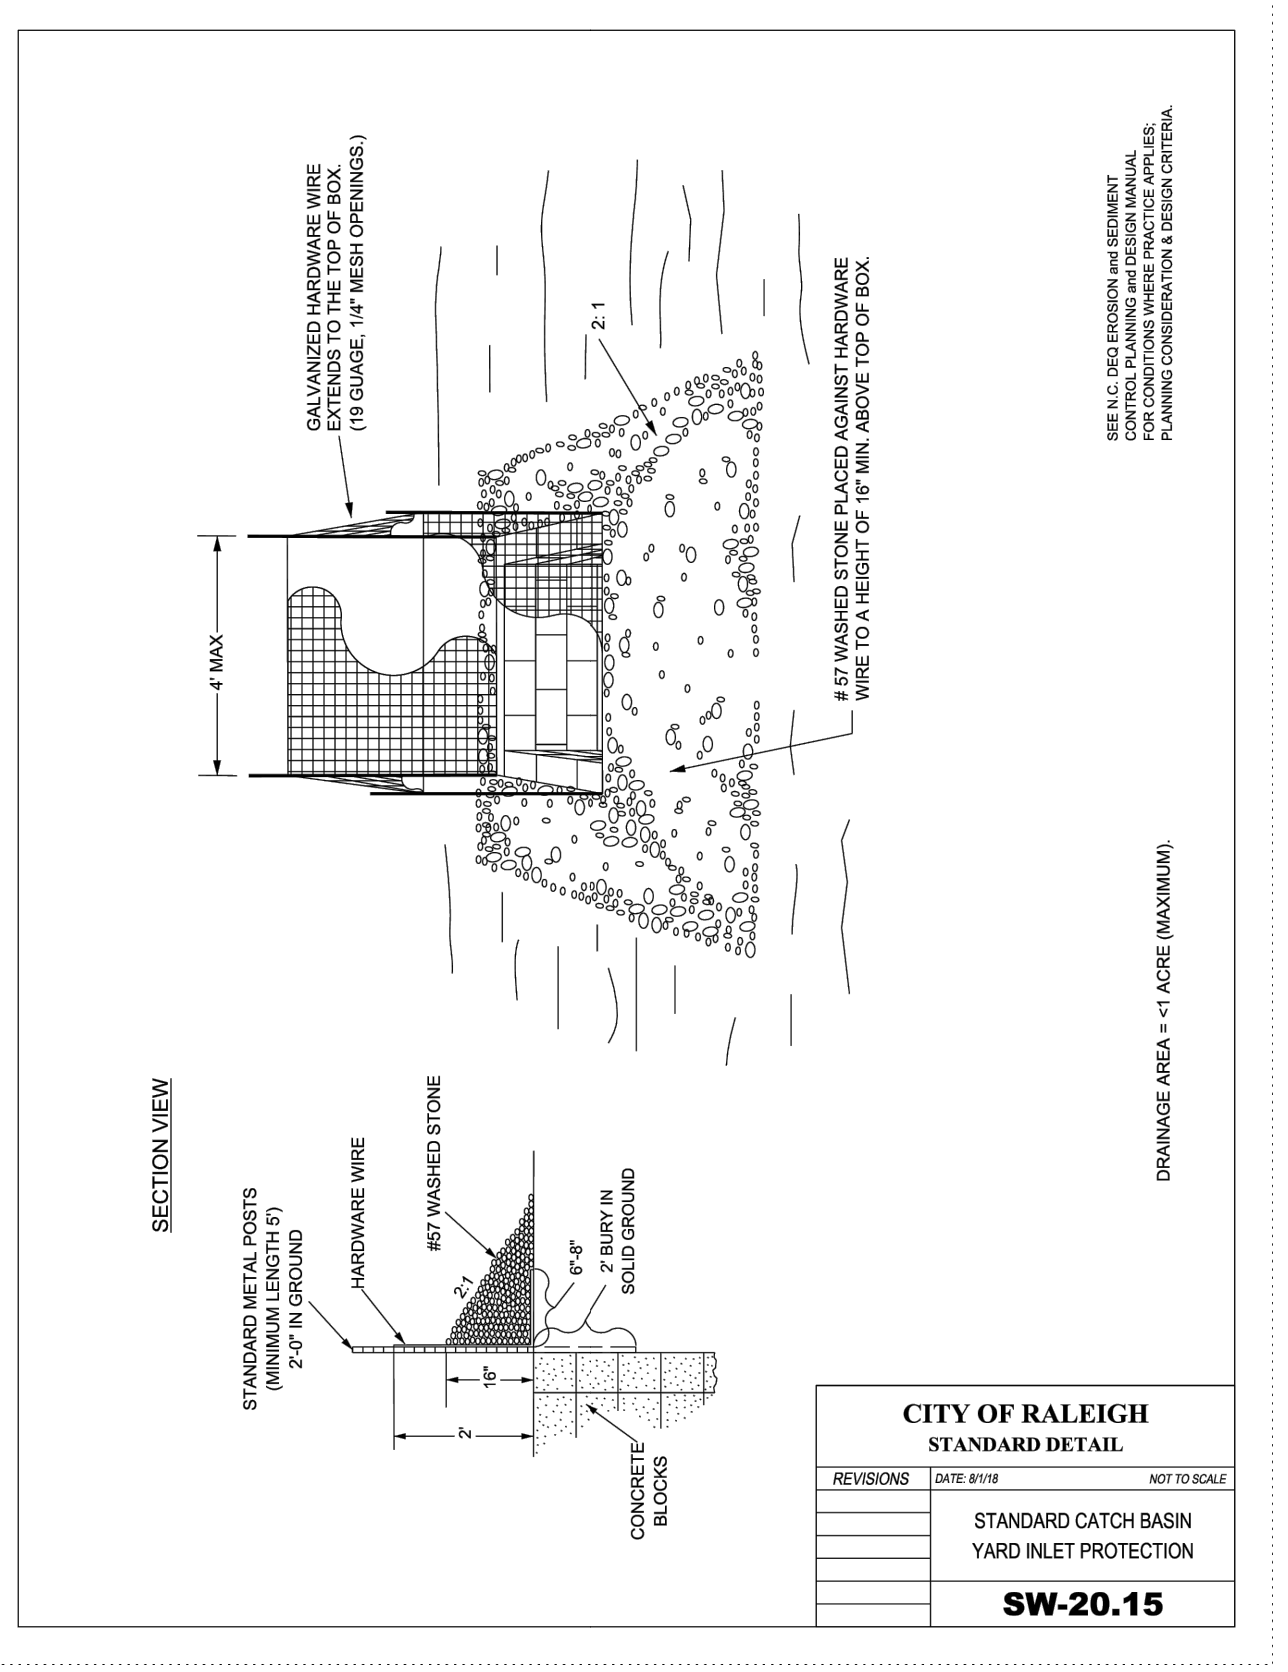 SECTION VIEW
STANDARD METAL POSTS
(MINIMUM LENGTH 5')
2'-0" IN GROUND
HARDWARE WIRE
#57 WASHED STONE
2:1
16"
2'
6"-8"
2' BURY IN
SOLID GROUND
CONCRETE
BLOCKS
4' MAX
GALVANIZED HARDWARE WIRE
EXTENDS TO THE TOP OF BOX.
(19 GUAGE, 1/4" MESH OPENINGS.)
2: 1
# 57 WASHED STONE PLACED AGAINST HARDWARE
WIRE TO A HEIGHT OF 16" MIN. ABOVE TOP OF BOX.
DRAINAGE AREA = <1 ACRE (MAXIMUM).
SEE N.C. DEQ EROSION and SEDIMENT
CONTROL PLANNING and DESIGN MANUAL
FOR CONDITIONS WHERE PRACTICE APPLIES;
PLANNING CONSIDERATION & DESIGN CRITERIA.
CITY OF RALEIGH
STANDARD DETAIL
REVISIONS
DATE: 8/1/18
NOT TO SCALE
STANDARD CATCH BASIN
YARD INLET PROTECTION
SW-20.15